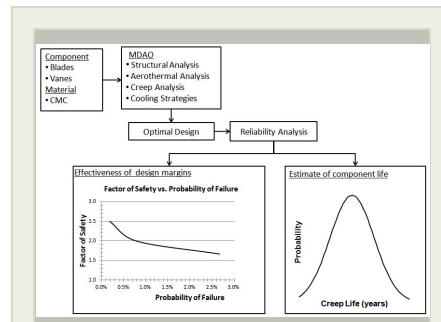 Component
• Blades
• Vanes
Material
• CMC
MDAO
• Structural Analysis
• Aerothermal Analysis
• Creep Analysis
• Cooling Strategies
Optimal Design
Reliability Analysis
Effectiveness of design margins
Factor of Safety vs. Probability of Failure
Factor of Safety
3.0
2.5
2.0
1.5
1.0
0.0% 0.5% 1.0% 1.5% 2.0% 2.5% 3.0%
Probability of Failure
Estimate of component life
Probability
Creep Life (years)